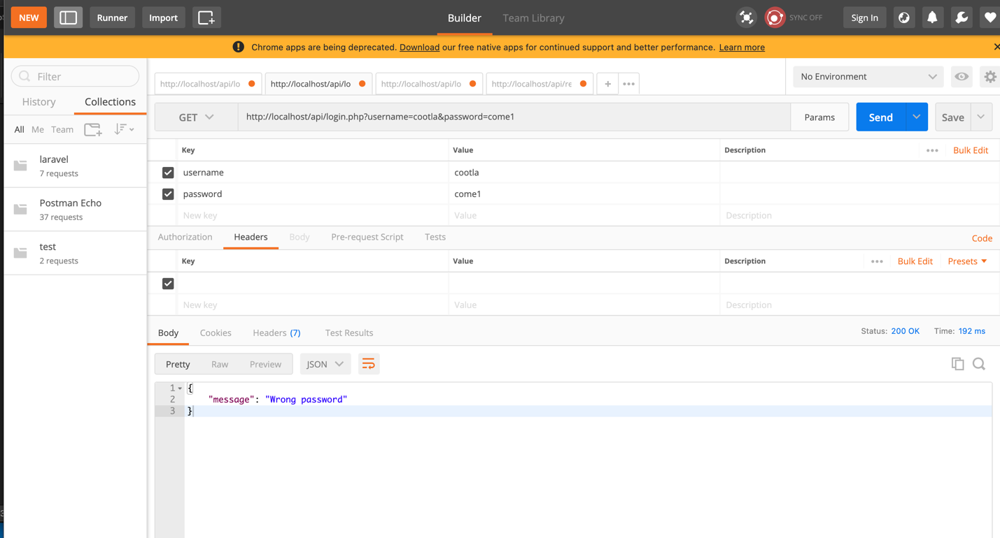 NEW Runner Import Builder Team Library SYNC OFF Sign In
Chrome apps are being deprecated. Download our free native apps for continued support and better performance. Learn more
Filter
History Collections
All Me Team
laravel
7 requests
Postman Echo
37 requests
test
2 requests
http://localhost/api/lo http://localhost/api/lo http://localhost/api/lo http://localhost/api/re + No Environment
GET http://localhost/api/login.php?username=cootla&password=come1 Params Send Save
Key Value Description Bulk Edit
username cootla
password come1
New key Value Description
Authorization Headers Body Pre-request Script Tests Code
Key Value Description Bulk Edit Presets
New key Value Description
Body Cookies Headers (7) Test Results Status: 200 OK Time: 192 ms
Pretty Raw Preview JSON
1 {
2 "message": "Wrong password"
3 }